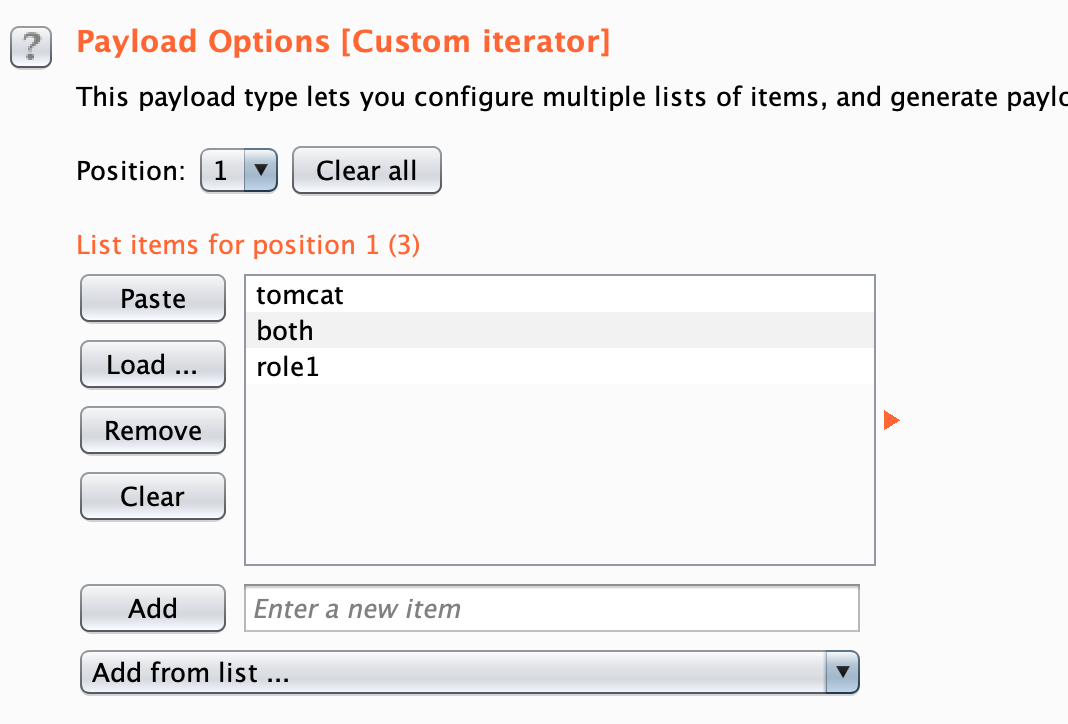 ?
Payload Options [Custom iterator]
This payload type lets you configure multiple lists of items, and generate
Position: 1 Clear all
List items for position 1 (3)
Paste
Load ...
Remove
Clear
tomcat
both
role1
Add
Enter a new item
Add from list ...